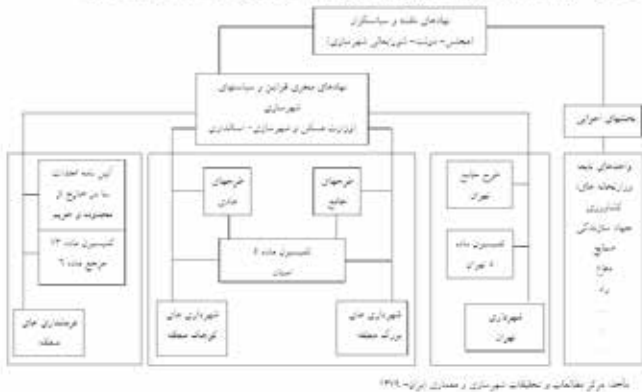 نهادهای مقننه و سیاستگزار
(مجلس - دولت - شورایعالی شهرسازی)
نهادهای مجری قوانین و سیاستهای
شهرسازی
(وزارت مسکن و شهرسازی - استانداری
بخشهای اجرایی
واحدهای تابعه
وزارتخانه های:
کشاورزی
جهاد سازندگی
صنایع
دفاع
راه
طرح جامع
تهران
کمیسیون ماده
۵ تهران
شهرداری
تهران
طرحهای
جامع
طرحهای
هادی
کمیسیون ماده ۵
استان
شهرداری های
بزرگ منطقه
شهرداری های
کوچک منطقه
آیین نامه احداث
بنا در خارج از
محدوده و حریم
کمیسیون ماده ۱۳
مرجع ماده ۶
فرمانداری های
منطقه
مأخذ: مرکز مطالعات و تحقیقات شهرسازی و معماری ایران- ۱۳۷۹